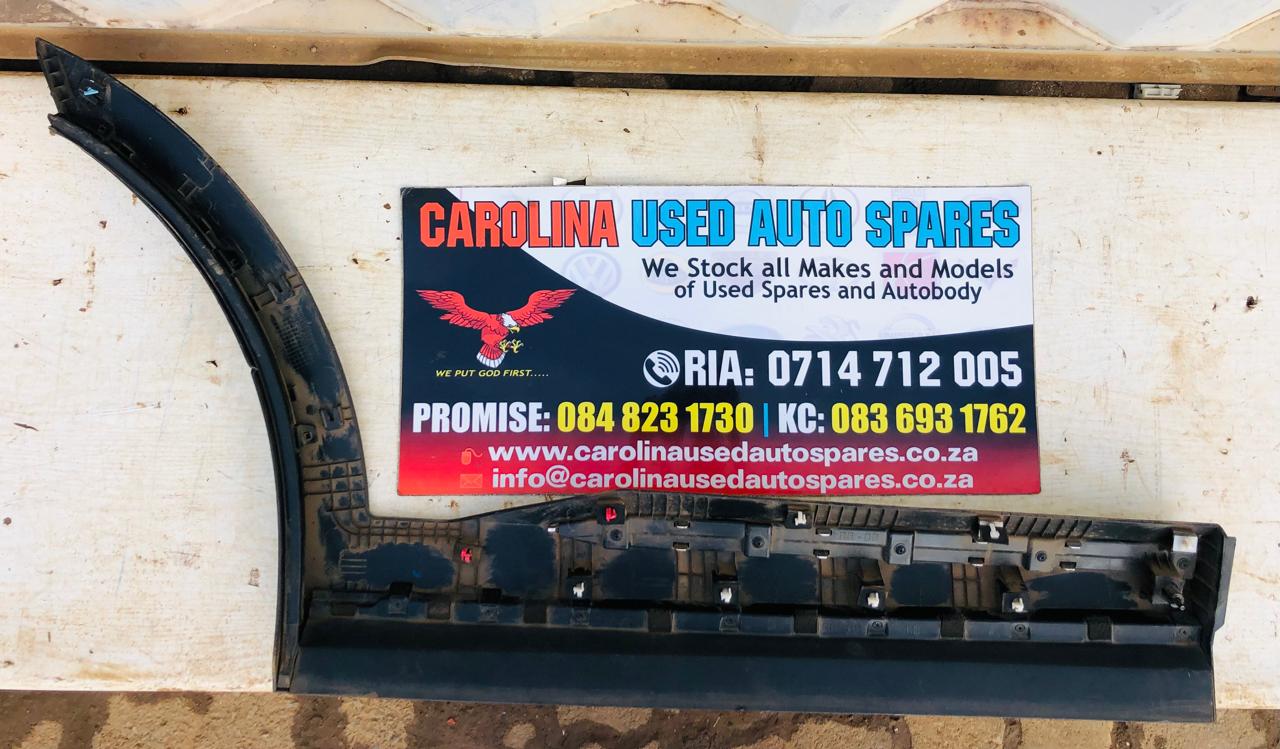 CAROLINA USED AUTO SPARES
We Stock all Makes and Models
of Used Spares and Autobody
WE PUT GOD FIRST.....
RIA: 0714 712 005
PROMISE: 084 823 1730 | KC: 083 693 1762
www.carolinausedautospares.co.za
info@carolinausedautospares.co.za